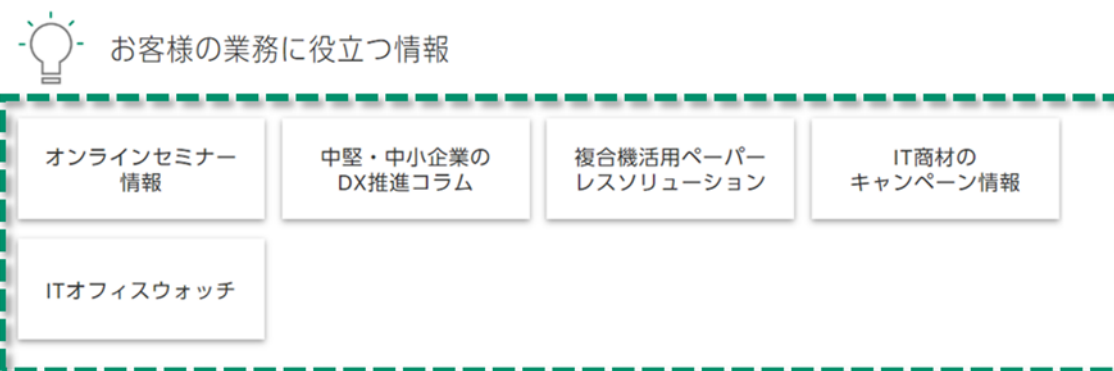 お客様の業務に役立つ情報
オンラインセミナー
情報
中堅・中小企業の
DX推進コラム
複合機活用ペーパー
レスソリューション
IT商材の
キャンペーン情報
ITオフィスウォッチ